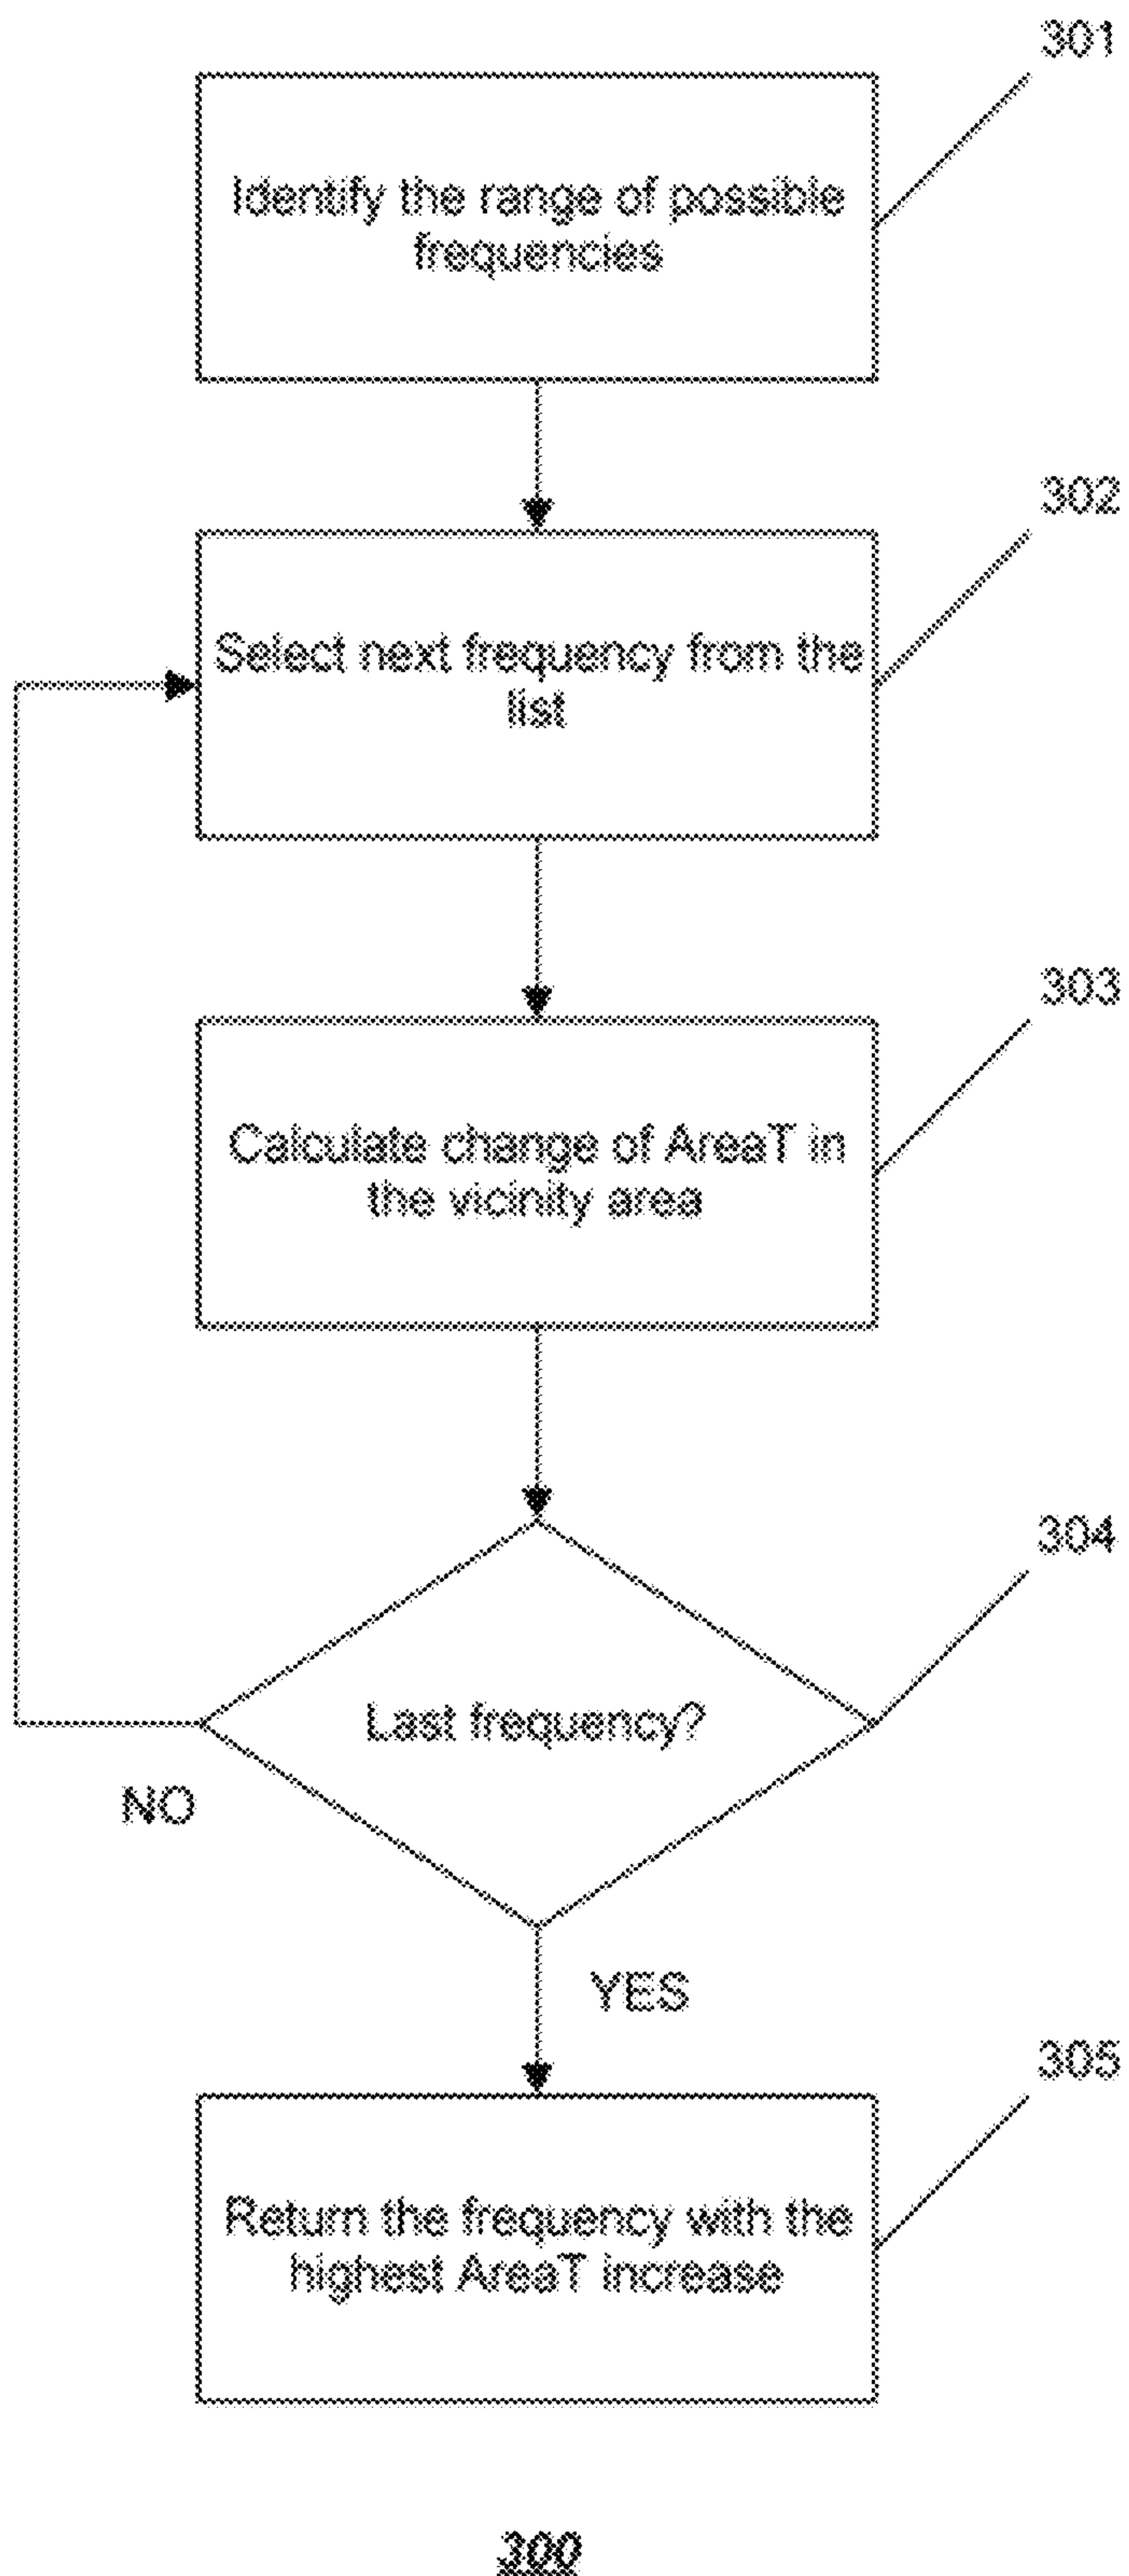 301
Identify the range of possible
frequencies
302
Select next frequency from the
list
303
Calculate change of AreaT in
the vicinity area
304
Last frequency?
NO
YES
305
Return the frequency with the
highest AreaT increase
300